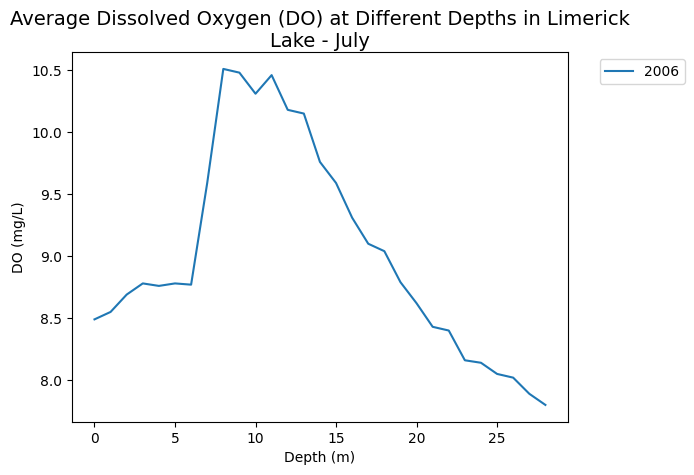 Average Dissolved Oxygen (DO) at Different Depths in Limerick
Lake - July
2006
10.5
10.0
9.5
9.0
8.5
8.0
DO (mg/L)
0 5 10 15 20 25
Depth (m)